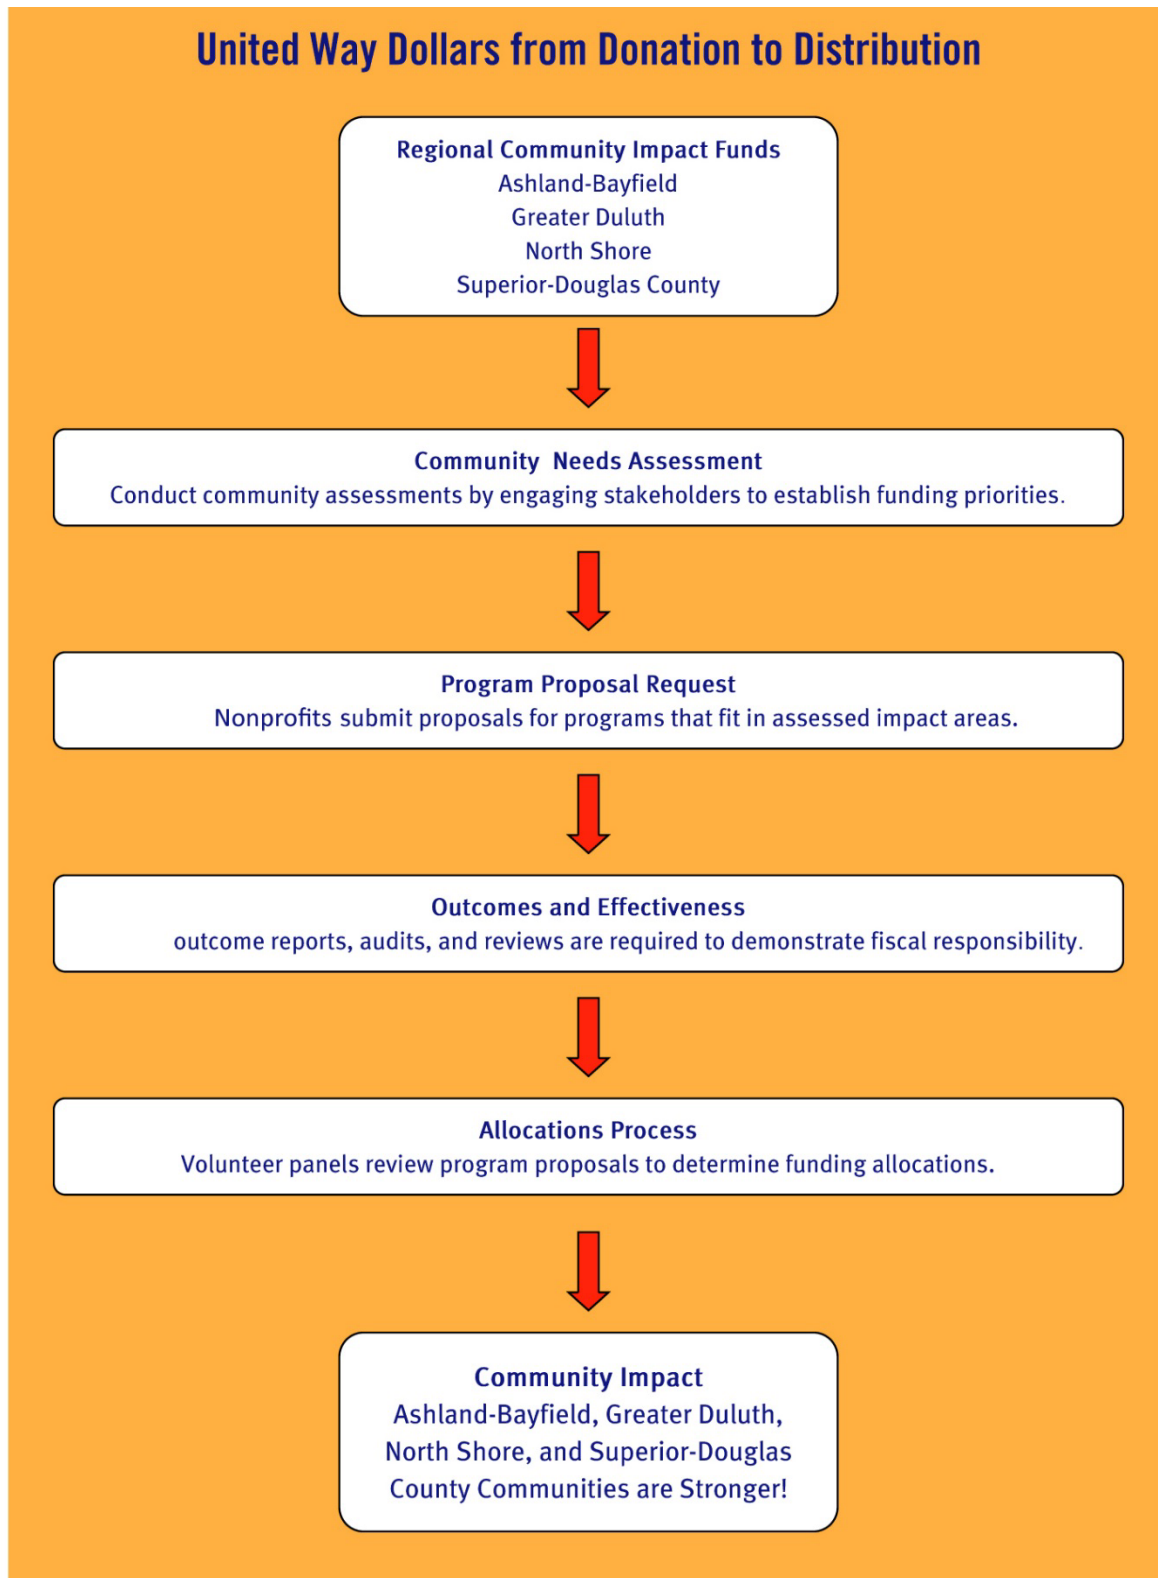 United Way Dollars from Donation to Distribution
Regional Community Impact Funds
Ashland-Bayfield
Greater Duluth
North Shore
Superior-Douglas County
Community Needs Assessment
Conduct community assessments by engaging stakeholders to establish funding priorities.
Program Proposal Request
Nonprofits submit proposals for programs that fit in assessed impact areas.
Outcomes and Effectiveness
outcome reports, audits, and reviews are required to demonstrate fiscal responsibility.
Allocations Process
Volunteer panels review program proposals to determine funding allocations.
Community Impact
Ashland-Bayfield, Greater Duluth,
North Shore, and Superior-Douglas
County Communities are Stronger!